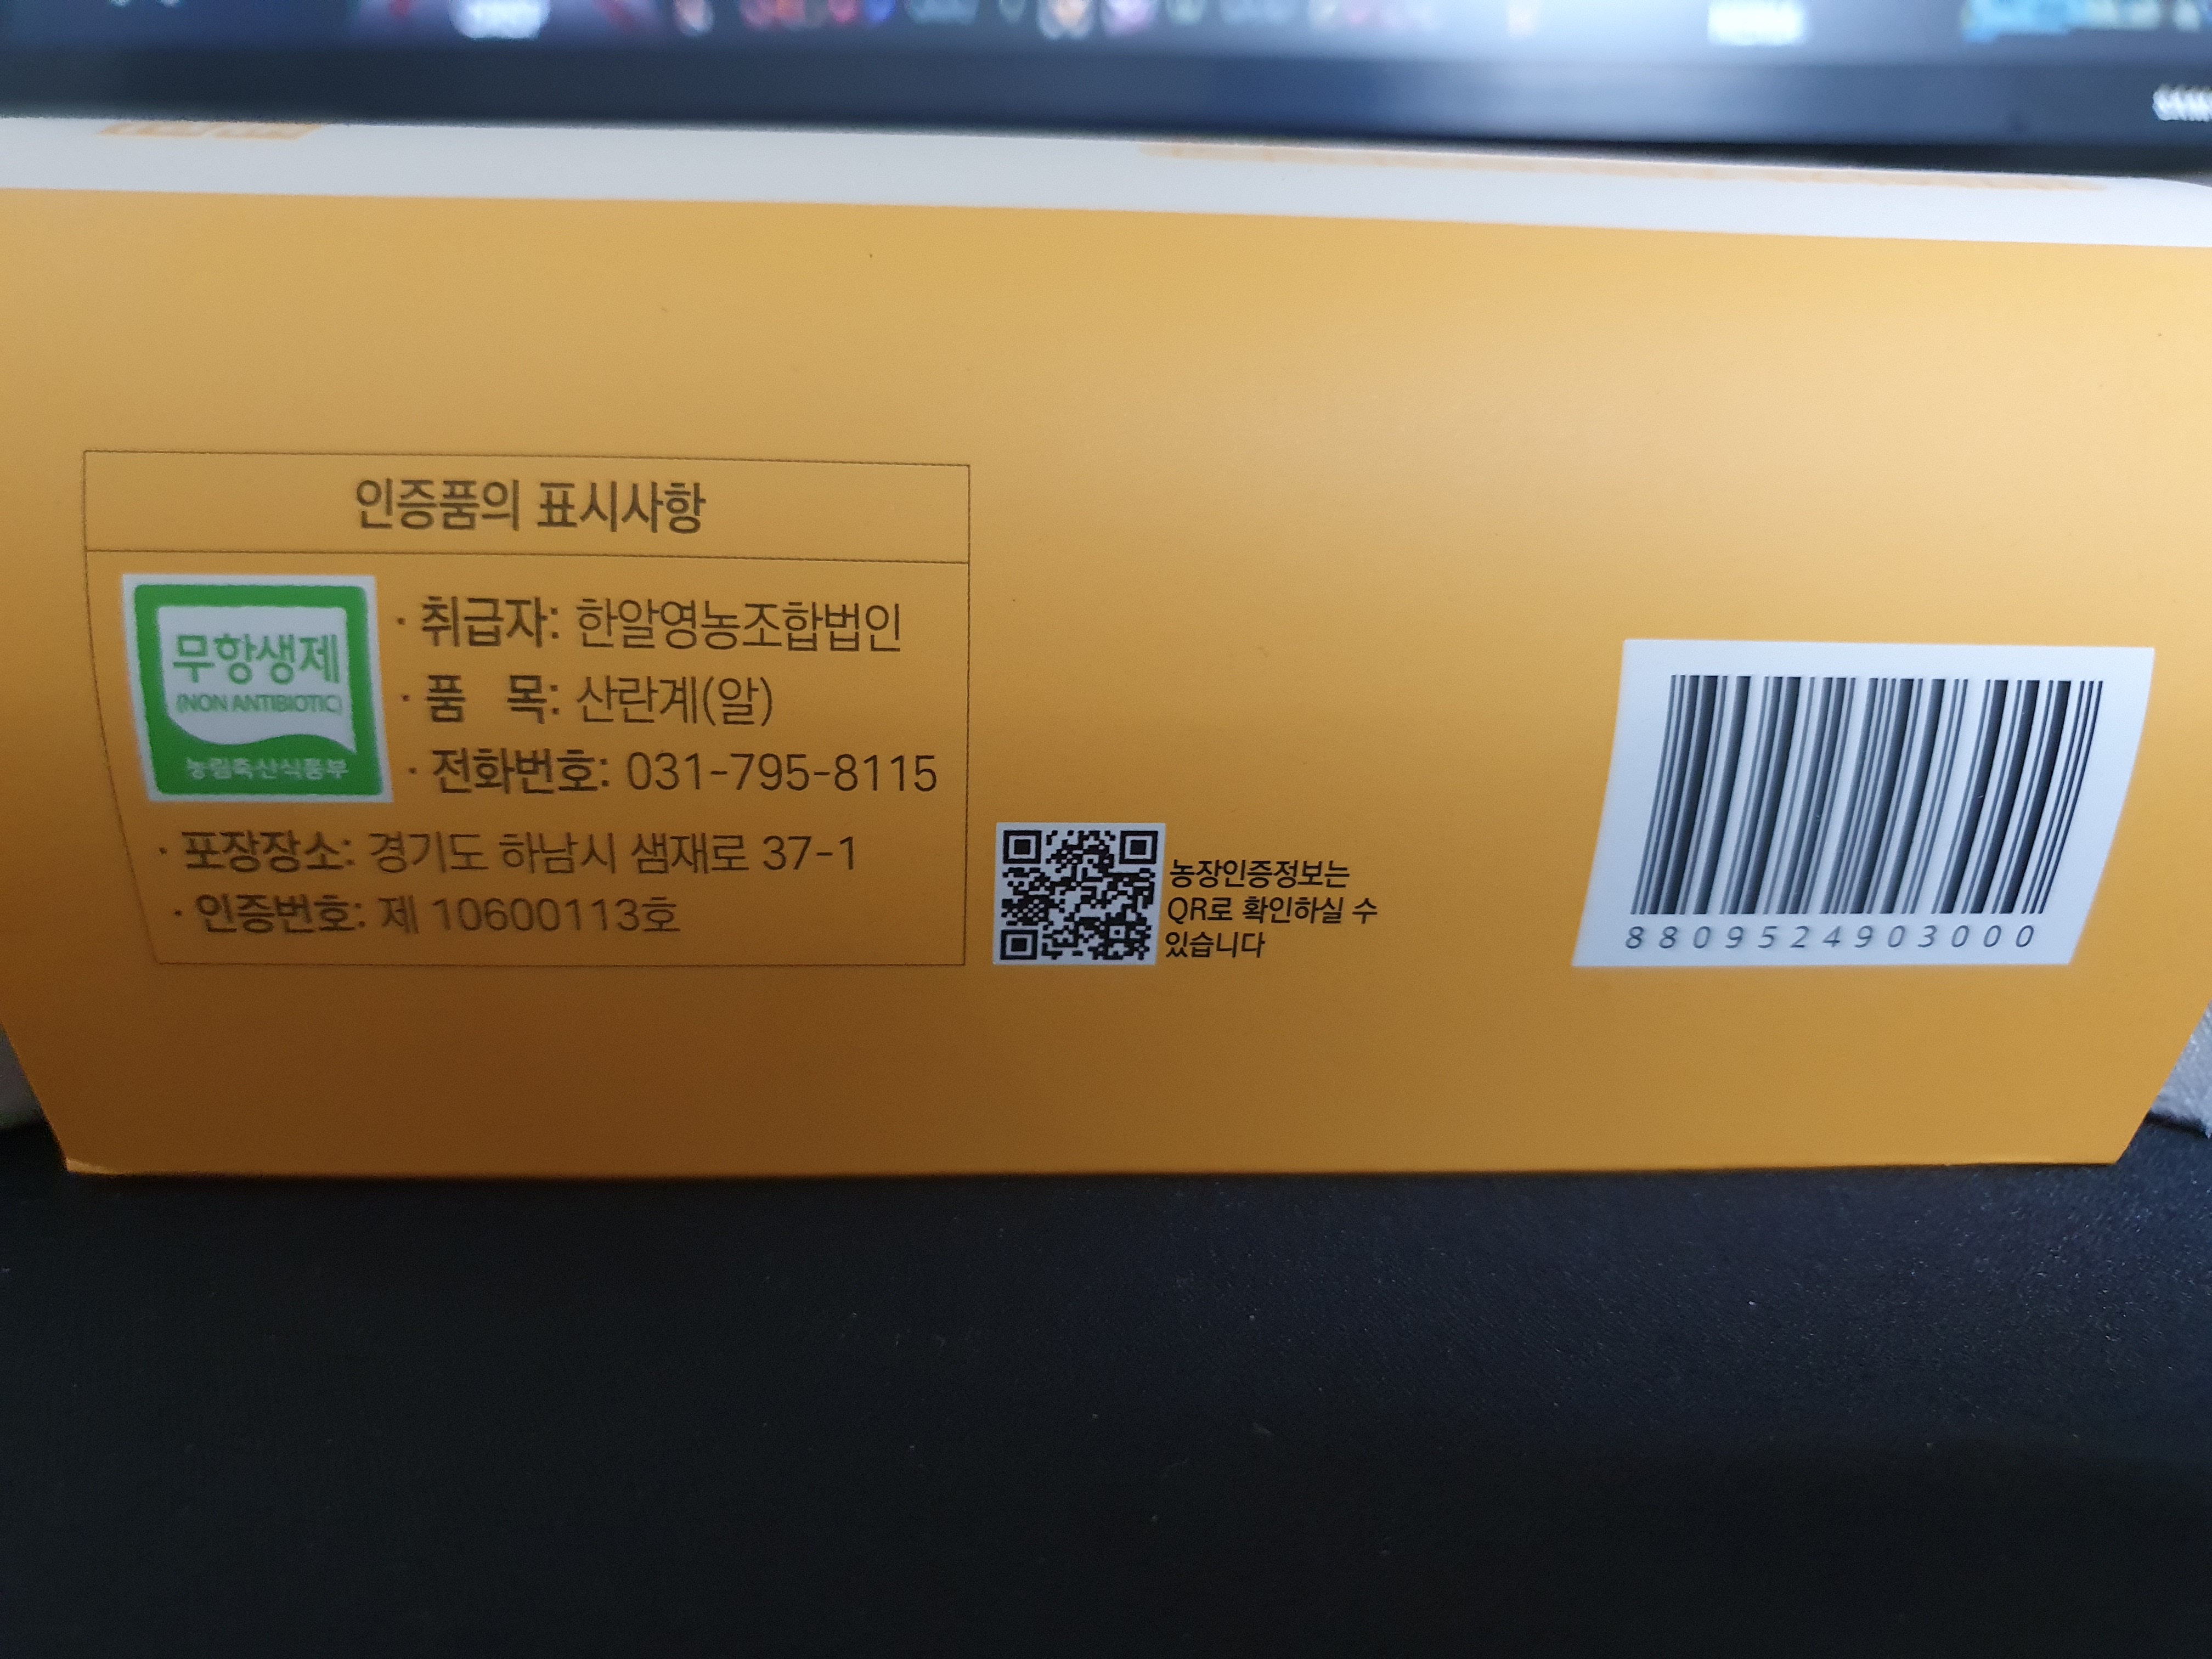 인증품의 표시사항
무항생제
(NON ANTIBIOTIC)
농림축산식품부
· 취급자: 한알영농조합법인
· 품 목: 산란계(알)
· 전화번호: 031-795-8115
· 포장장소: 경기도 하남시 샘재로 37-1
· 인증번호: 제 10600113호
농장인증정보는
QR로 확인하실 수
있습니다
8809524903000